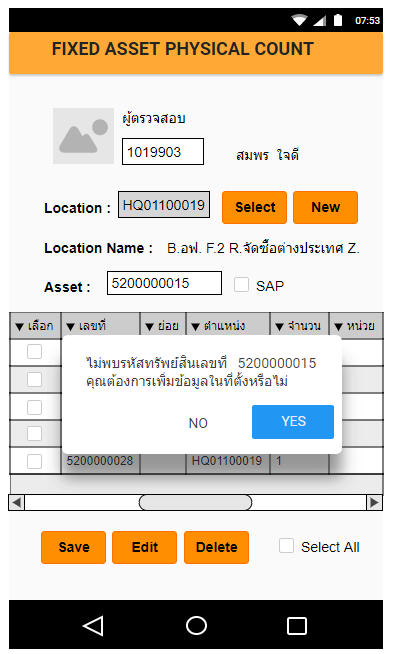 07:53
FIXED ASSET PHYSICAL COUNT
ผู้ตรวจสอบ
1019903 สมพร ใจดี
Location : HQ01100019 Select New
Location Name : B.อฟ. F.2 R.จัดซื้อต่างประเทศ Z.
Asset : 5200000015 SAP
▼ เลือก ▼ เลขที่ ▼ ย่อย ▼ ตำแหน่ง ▼ จำนวน ▼ หน่วย
ไม่พบรหัสทรัพย์สินเลขที่ 5200000015
คุณต้องการเพิ่มข้อมูลในที่ตั้งหรือไม่
NO YES
5200000028 HQ01100019 1
Save Edit Delete Select All